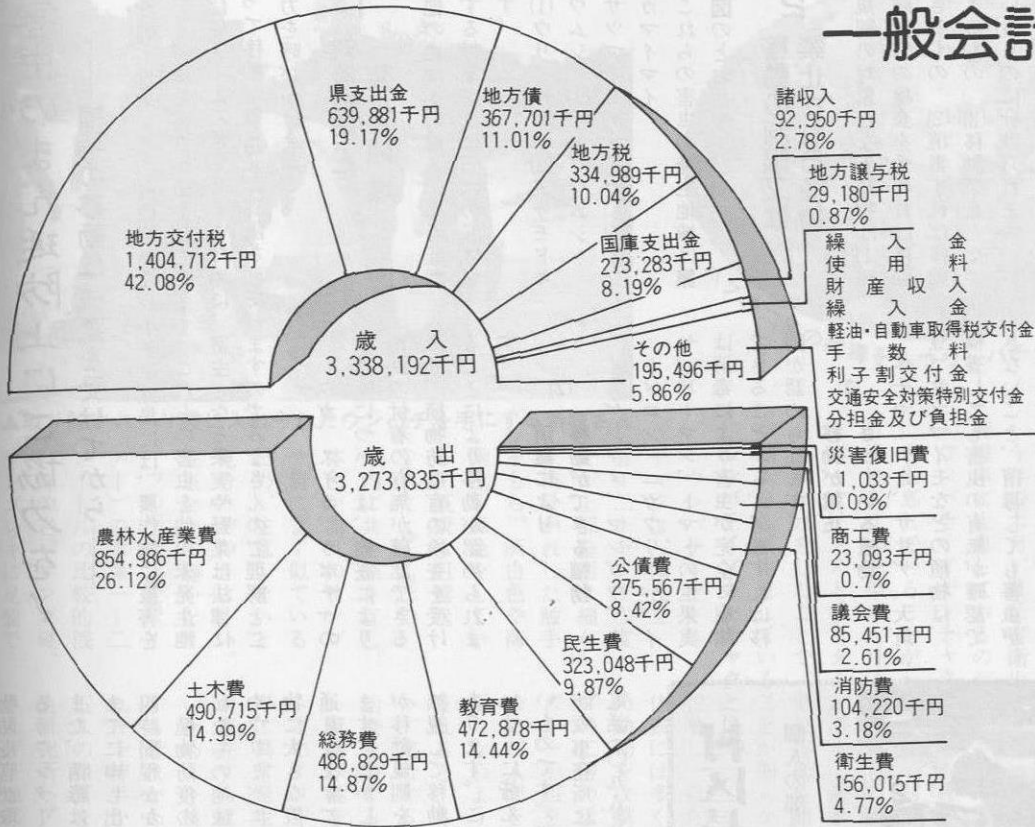 一般会計
県支出金
639,881千円
19.17%
地方債
367,701千円
11.01%
地方税
334,989千円
10.04%
国庫支出金
273,283千円
8.19%
地方交付税
1,404,712千円
42.08%
歳入
3,338,192千円
その他
195,496千円
5.86%
諸収入
92,950千円
2.78%
地方譲与税
29,180千円
0.87%
繰入金
使用料
財産収入
繰入金
軽油・自動車取得税交付金
手数料
利子割交付金
交通安全対策特別交付金
分担金及び負担金
歳出
3,273,835千円
農林水産業費
854,986千円
26.12%
土木費
490,715千円
14.99%
総務費
486,829千円
14.87%
教育費
472,878千円
14.44%
民生費
323,048千円
9.87%
公債費
275,567千円
8.42%
災害復旧費
1,033千円
0.03%
商工費
23,093千円
0.7%
議会費
85,451千円
2.61%
消防費
104,220千円
3.18%
衛生費
156,015千円
4.77%